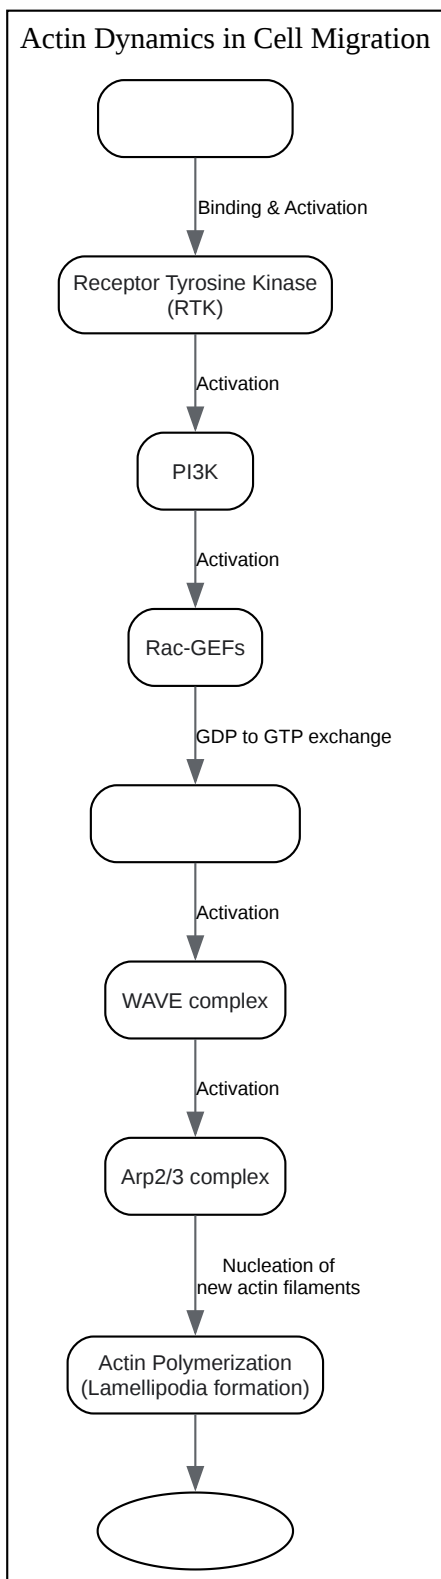 Actin Dynamics in Cell Migration
Binding & Activation
Receptor Tyrosine Kinase
(RTK)
Activation
PI3K
Activation
Rac-GEFs
GDP to GTP exchange
Activation
WAVE complex
Activation
Arp2/3 complex
Nucleation of
new actin filaments
Actin Polymerization
(Lamellipodia formation)